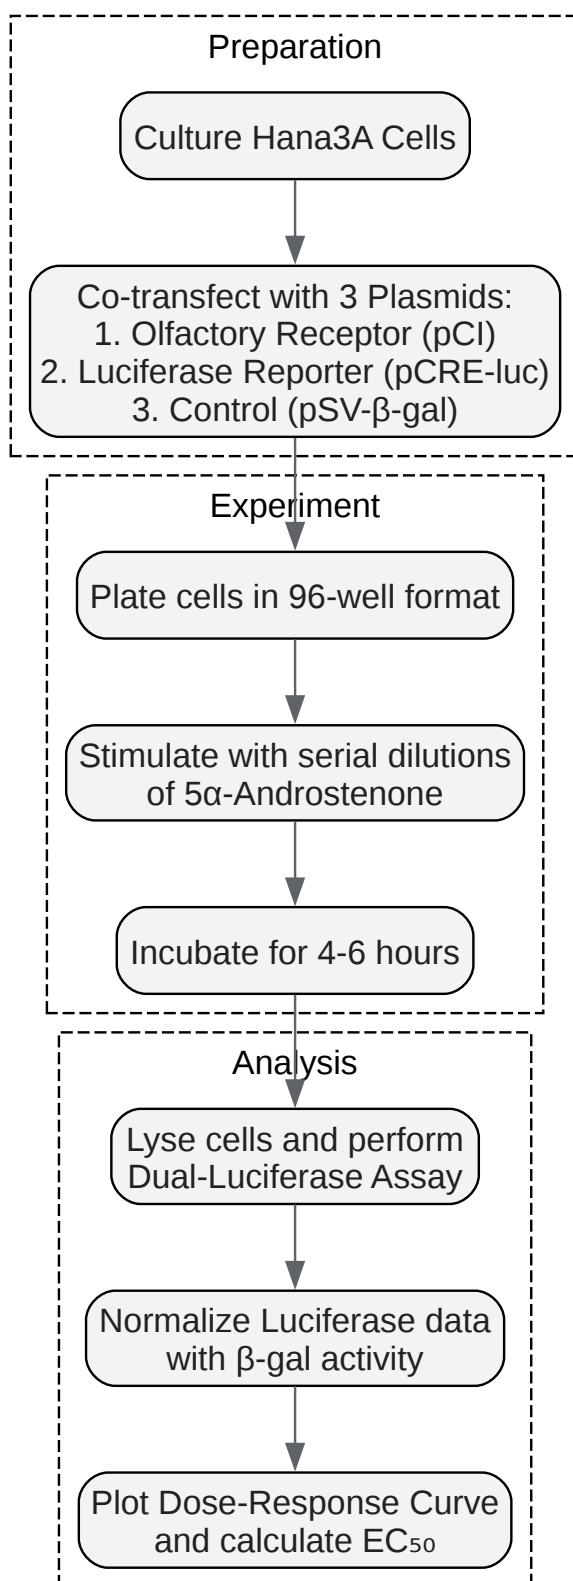 Preparation
Culture Hana3A Cells
Co-transfect with 3 Plasmids:
1. Olfactory Receptor (pCI)
2. Luciferase Reporter (pCRE-luc)
3. Control (pSV-β-gal)
Experiment
Plate cells in 96-well format
Stimulate with serial dilutions
of 5α-Androstenone
Incubate for 4-6 hours
Analysis
Lyse cells and perform
Dual-Luciferase Assay
Normalize Luciferase data
with β-gal activity
Plot Dose-Response Curve
and calculate EC₅₀